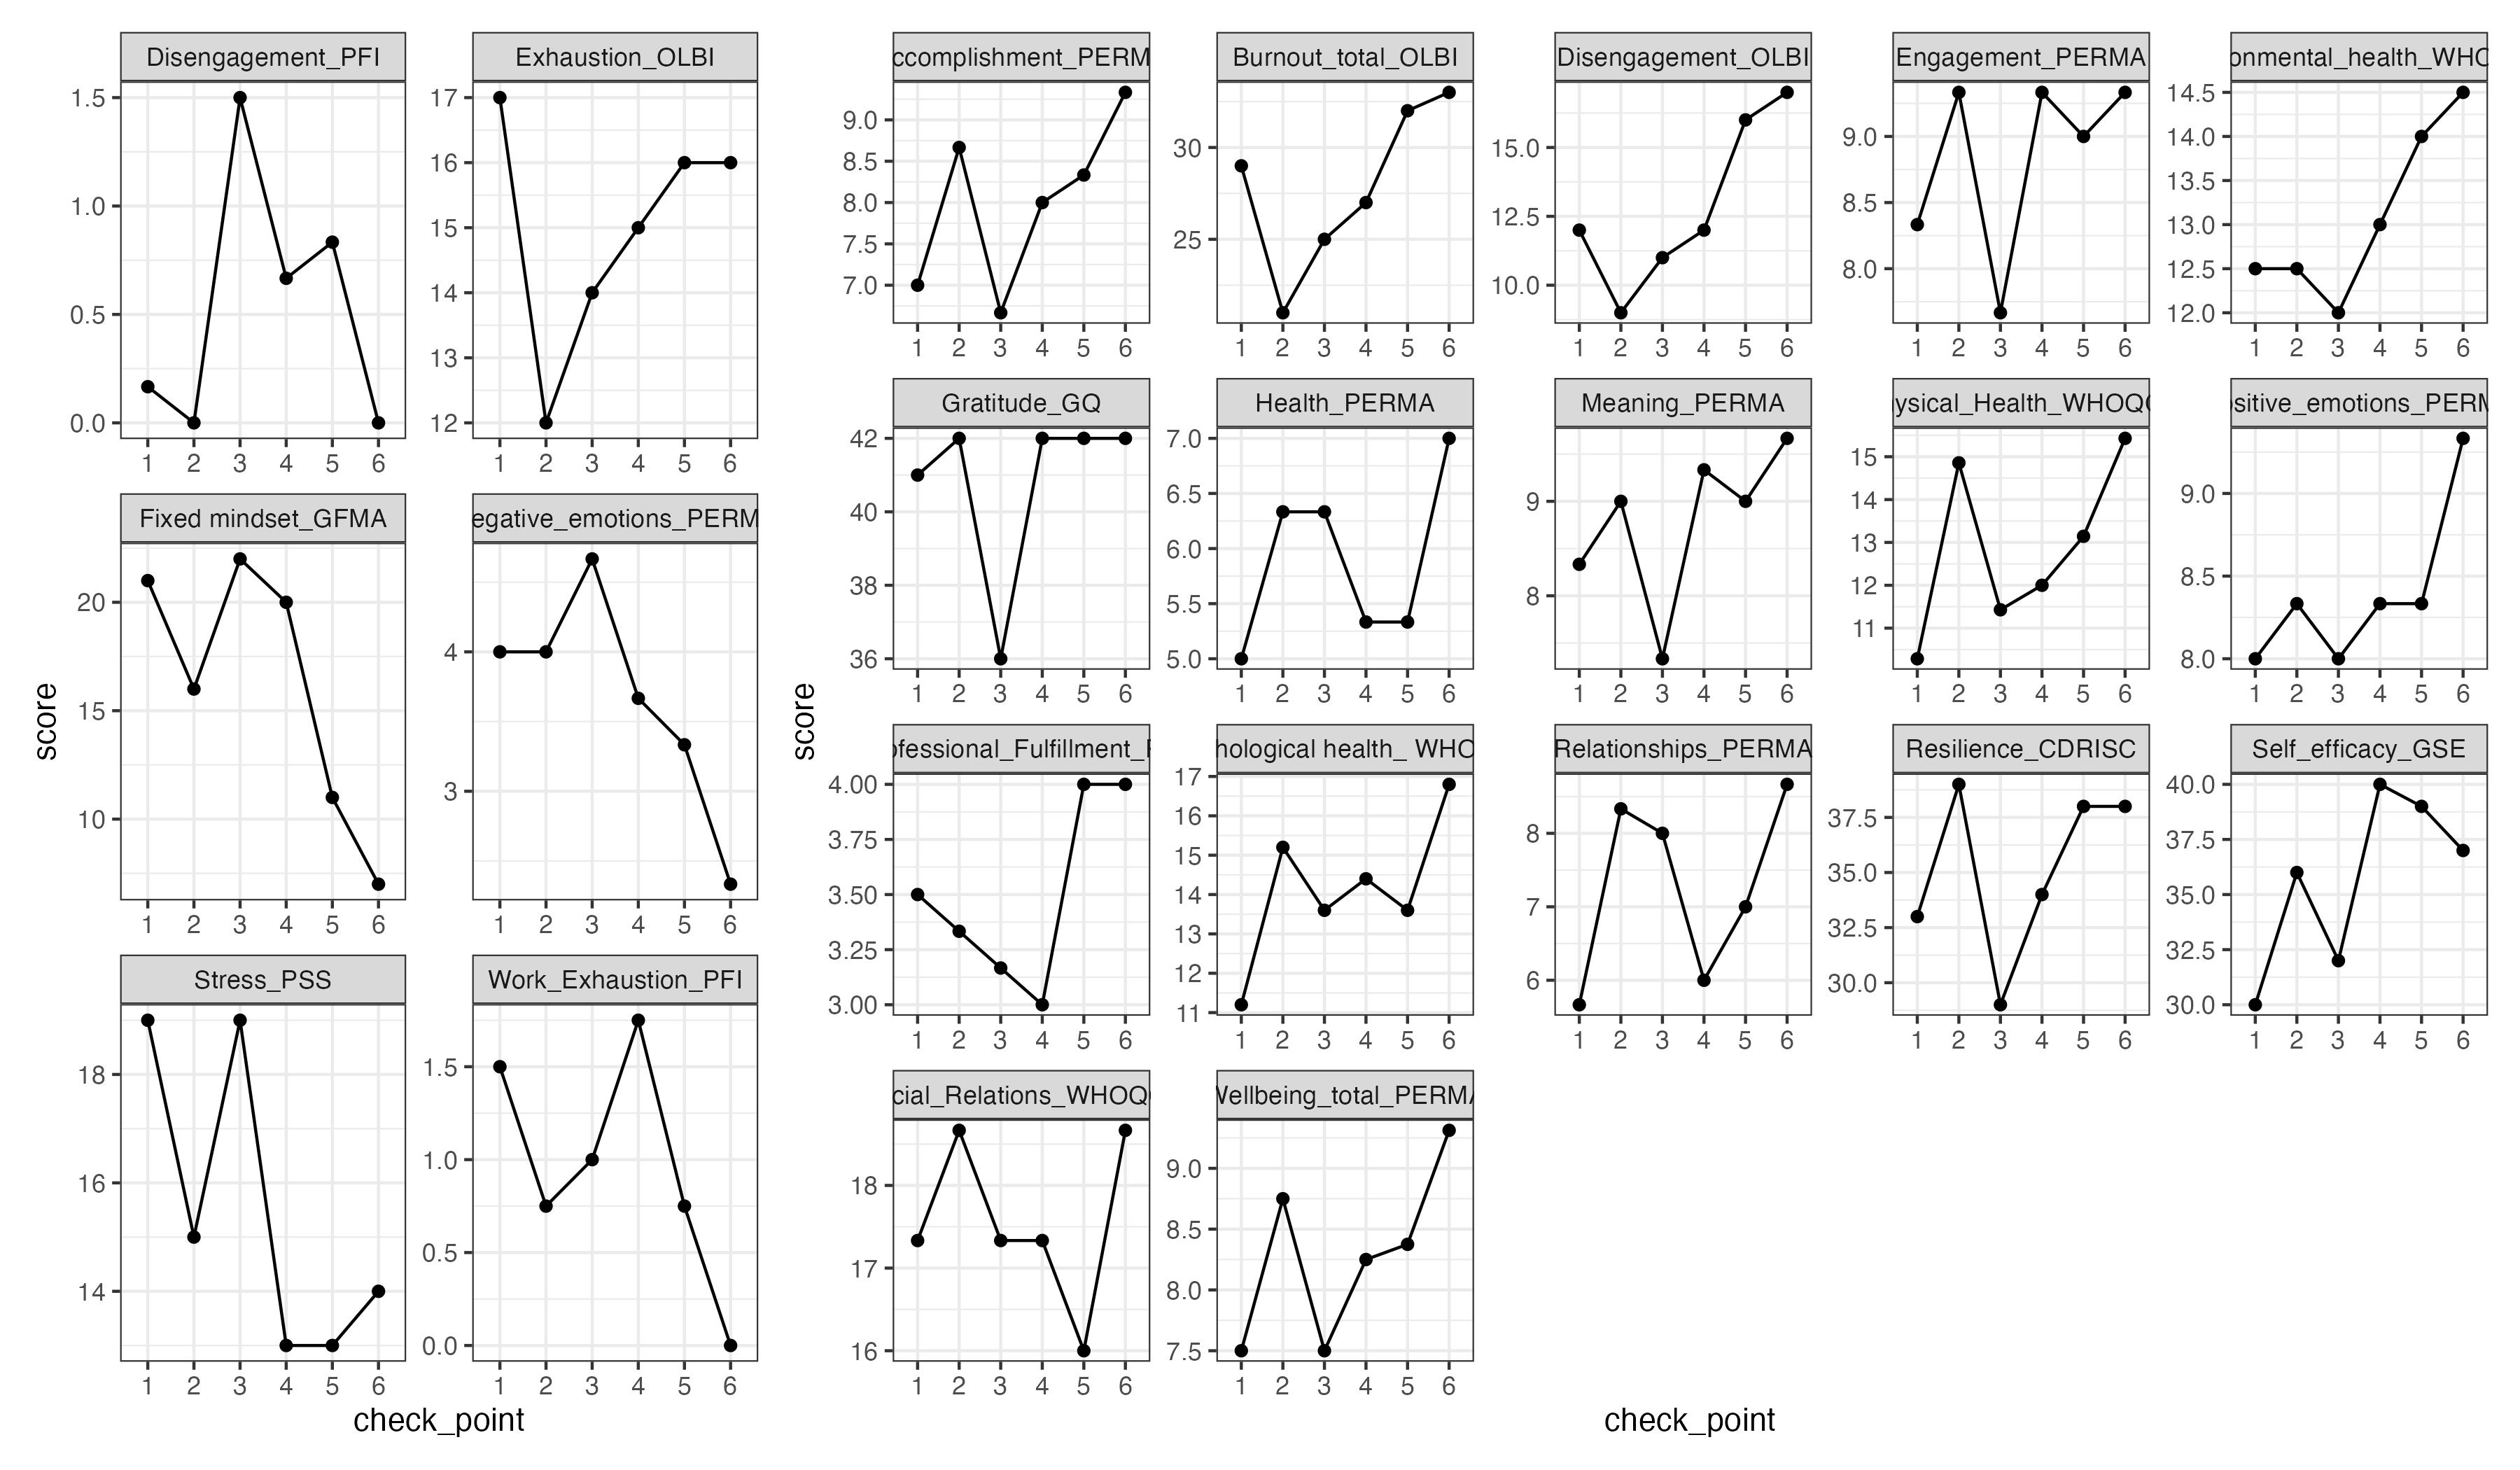 Disengagement_PFI
1.5
1.0
0.5
0.0
1 2 3 4 5 6
Exhaustion_OLBI
17
16
15
14
13
12
1 2 3 4 5 6
Fixed mindset_GFMA
20
15
10
1 2 3 4 5 6
egative_emotions_PERM
4
3
1 2 3 4 5 6
Stress_PSS
18
16
14
1 2 3 4 5 6
Work_Exhaustion_PFI
1.5
1.0
0.5
0.0
1 2 3 4 5 6
score
check_point
ccomplishment_PERM
9.0
8.5
8.0
7.5
7.0
1 2 3 4 5 6
Burnout_total_OLBI
30
25
1 2 3 4 5 6
Disengagement_OLBI
15.0
12.5
10.0
1 2 3 4 5 6
Engagement_PERMA
9.0
8.5
8.0
1 2 3 4 5 6
onmental_health_WHO
14.5
14.0
13.5
13.0
12.5
12.0
1 2 3 4 5 6
Gratitude_GQ
42
40
38
36
1 2 3 4 5 6
Health_PERMA
7.0
6.5
6.0
5.5
5.0
1 2 3 4 5 6
Meaning_PERMA
9
8
1 2 3 4 5 6
ysical_Health_WHOQO
15
14
13
12
11
1 2 3 4 5 6
sitive_emotions_PERM
9.0
8.5
8.0
1 2 3 4 5 6
ofessional_Fulfillment_P
4.00
3.75
3.50
3.25
3.00
1 2 3 4 5 6
hological health_ WHO
17
16
15
14
13
12
11
1 2 3 4 5 6
Relationships_PERMA
8
7
6
1 2 3 4 5 6
Resilience_CDRISC
37.5
35.0
32.5
30.0
1 2 3 4 5 6
Self_efficacy_GSE
40.0
37.5
35.0
32.5
30.0
1 2 3 4 5 6
cial_Relations_WHOQO
18
17
16
1 2 3 4 5 6
Wellbeing_total_PERMA
9.0
8.5
8.0
7.5
1 2 3 4 5 6
score
check_point